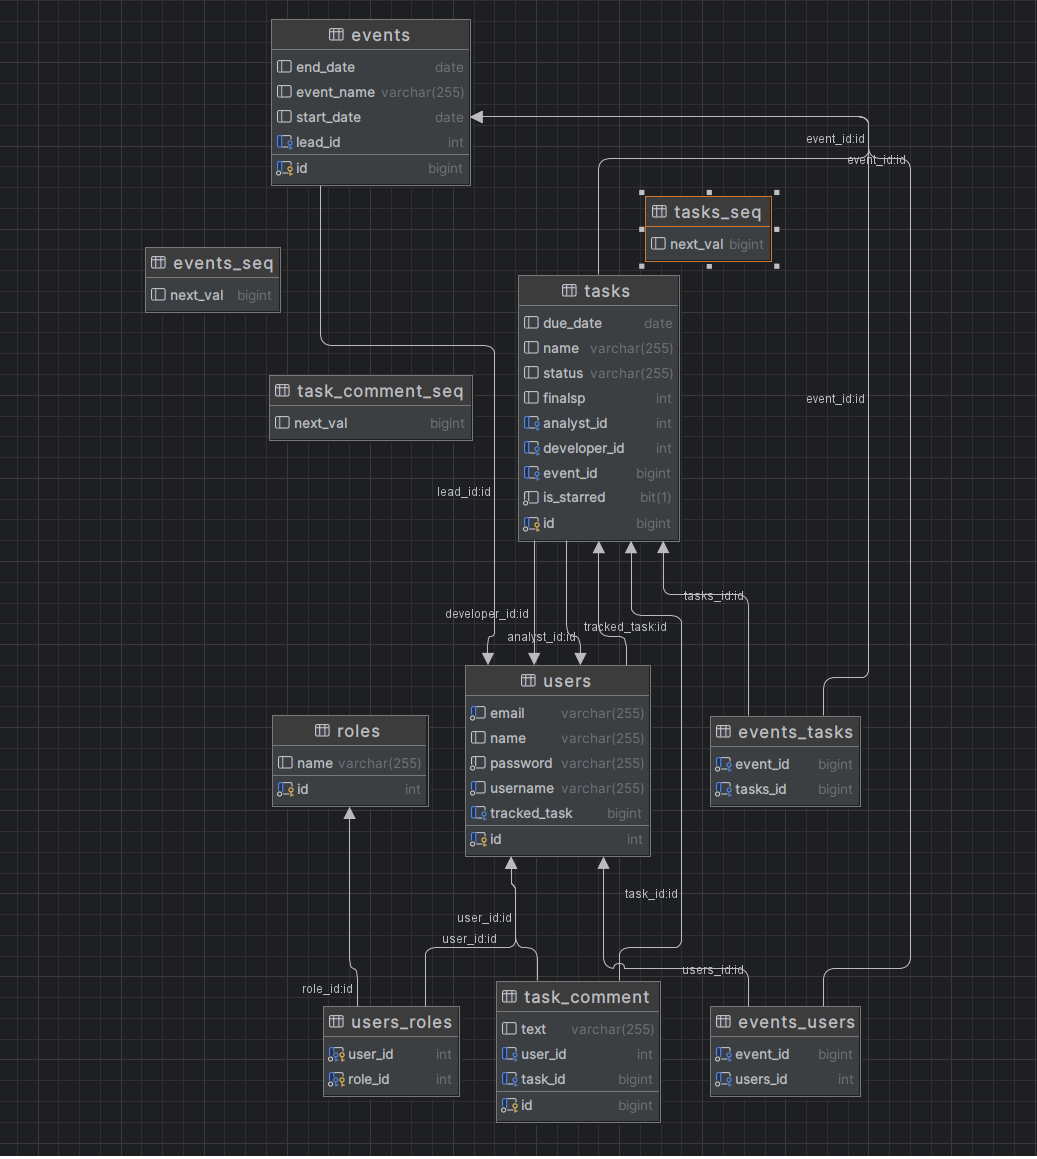 events
end_date date
event_name varchar(255)
start_date date
lead_id int
id bigint
event_id:id
event_id:id
tasks_seq
next_val bigint
events_seq
next_val bigint
tasks
due_date date
name varchar(255)
status varchar(255)
finalsp int
analyst_id int
developer_id int
event_id bigint
is_starred bit(1)
id bigint
task_comment_seq
next_val bigint
event_id:id
lead_id:id
tasks_id:id
developer_id:id
tracked_task:id
analyst_id:id
users
email varchar(255)
name varchar(255)
password varchar(255)
username varchar(255)
tracked_task bigint
id int
roles
name varchar(255)
id int
events_tasks
event_id bigint
tasks_id bigint
task_id:id
user_id:id
user_id:id
users_id:id
role_id:id
users_roles
user_id int
role_id int
task_comment
text varchar(255)
user_id int
task_id bigint
id bigint
events_users
event_id bigint
users_id int